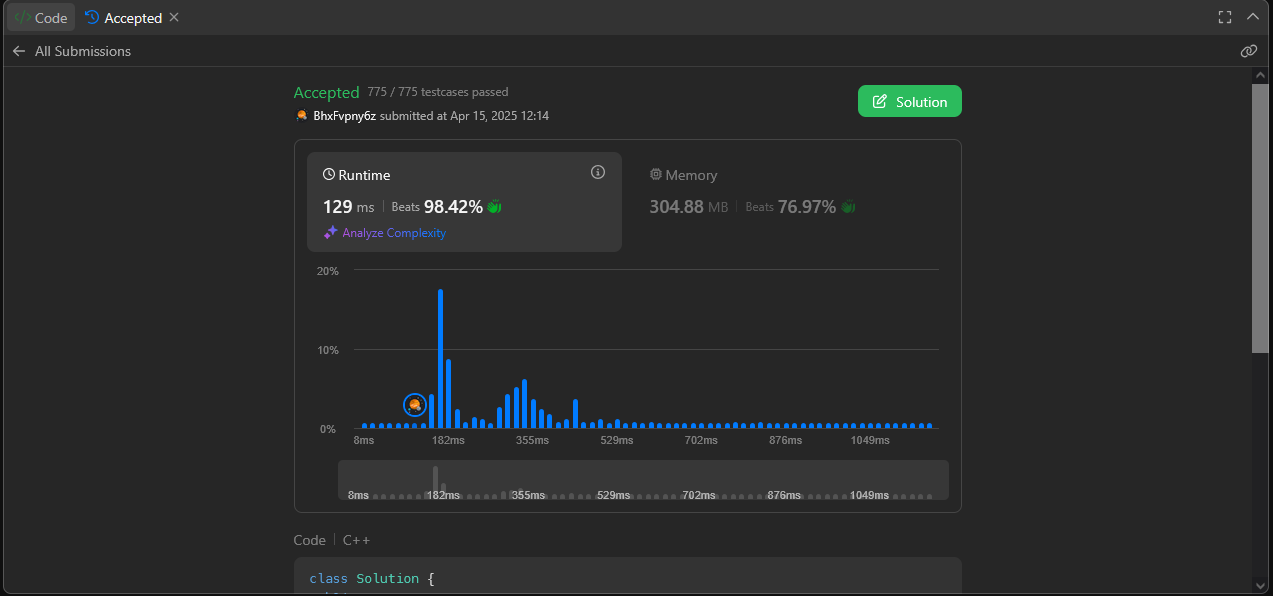 </> Code Accepted
All Submissions
Accepted 775 / 775 testcases passed
BhxFvpny6z submitted at Apr 15, 2025 12:14
Solution
Runtime
129 ms | Beats 98.42%
Analyze Complexity
Memory
304.88 MB | Beats 76.97%
20%
10%
0%
8ms 182ms 355ms 529ms 702ms 876ms 1049ms
8ms 182ms 355ms 529ms 702ms 876ms 1049ms
Code | C++
class Solution {